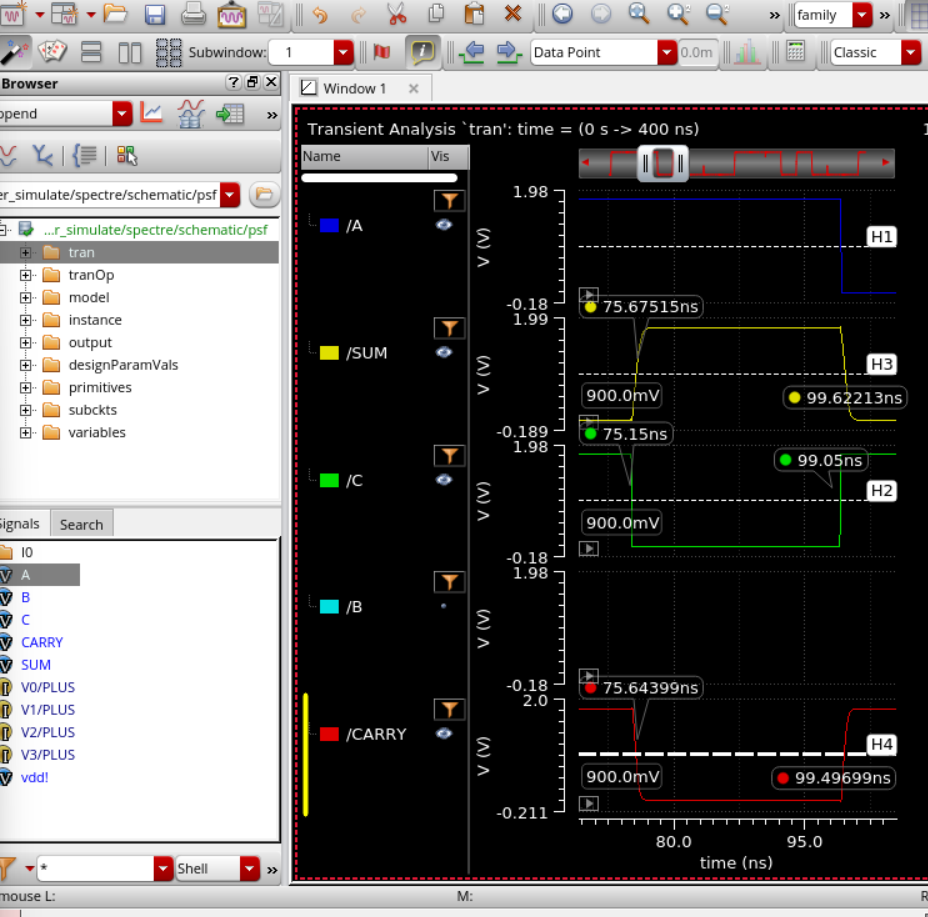 family
Subwindow: 1
Data Point
0.0m
Classic
Browser
pend
Window 1
er_simulate/spectre/schematic/psf
...r_simulate/spectre/schematic/psf
tran
tranOp
model
instance
output
designParamVals
primitives
subckts
variables
Signals Search
I0
A
B
C
CARRY
SUM
V0/PLUS
V1/PLUS
V2/PLUS
V3/PLUS
vdd!
*
Shell
Transient Analysis `tran': time = (0 s -> 400 ns)
1
Name Vis
/A
V (V)
1.98
-0.18
H1
/SUM
V (V)
1.99
-0.189
75.67515ns
900.0mV
99.62213ns
H3
/C
V (V)
1.98
-0.18
75.15ns
900.0mV
99.05ns
H2
/B
V (V)
1.98
-0.18
/CARRY
V (V)
2.0
-0.211
75.64399ns
900.0mV
99.49699ns
H4
80.0 95.0
time (ns)
mouse L: M: R